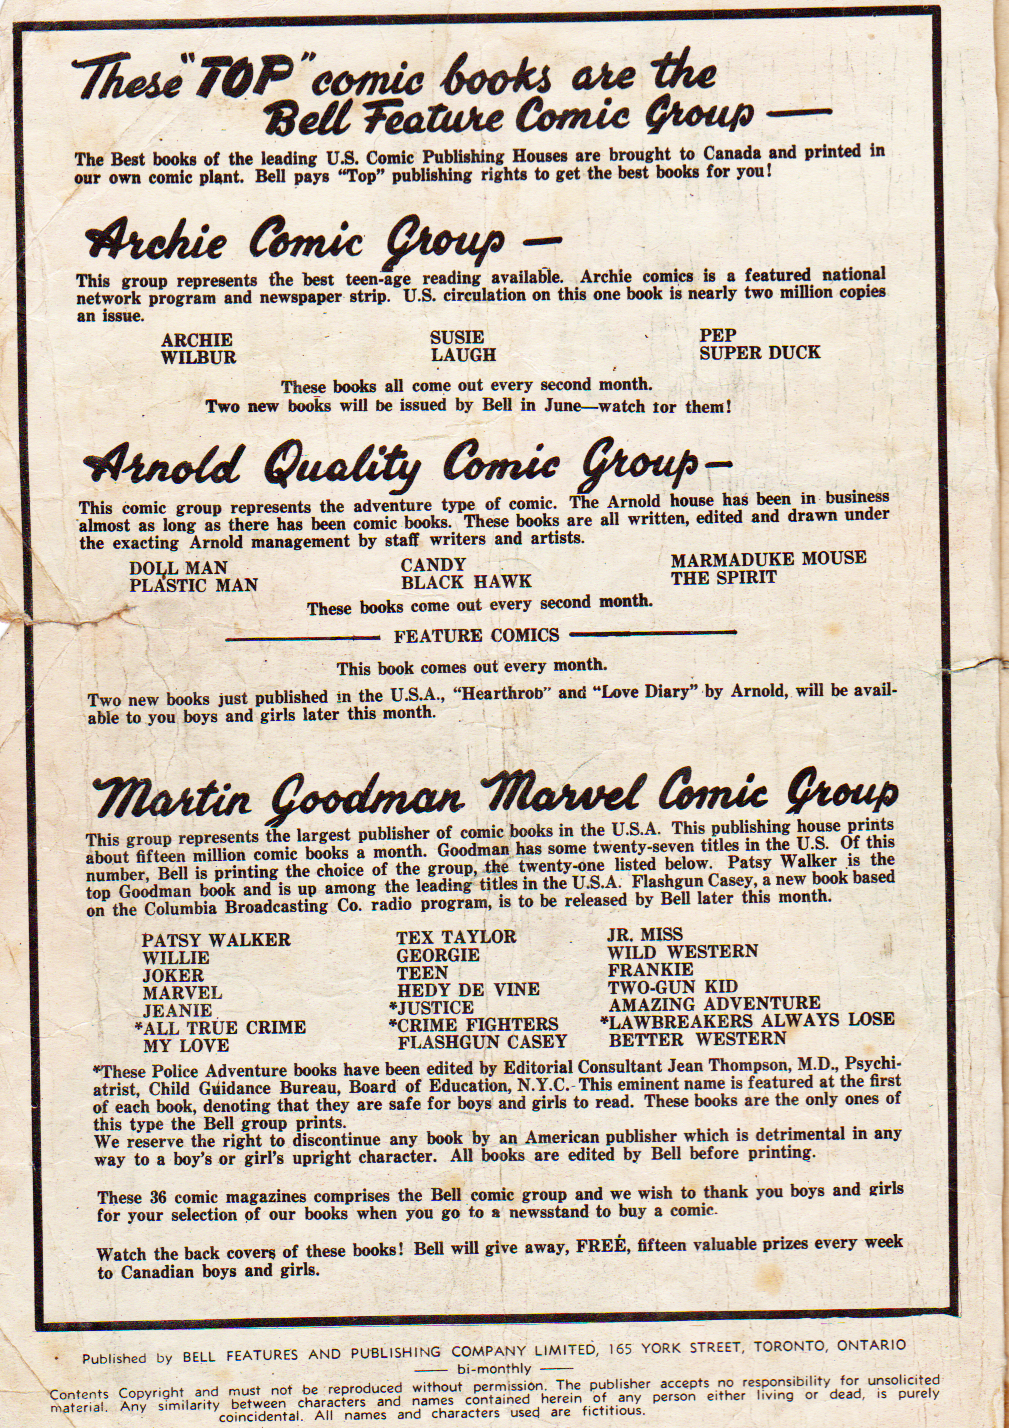 These "TOP" comic books are the
Bell Feature Comic Group —
The Best books of the leading U.S. Comic Publishing Houses are brought to Canada and printed in
our own comic plant. Bell pays “Top” publishing rights to get the best books for you!
Archie Comic Group —
This group represents the best teen-age reading available. Archie comics is a featured national
network program and newspaper strip. U.S. circulation on this one book is nearly two million copies
an issue.
ARCHIE SUSIE PEP
WILBUR LAUGH SUPER DUCK
These books all come out every second month.
Two new books will be issued by Bell in June—watch for them!
Arnold Quality Comic Group —
This comic group represents the adventure type of comic. The Arnold house has been in business
almost as long as there has been comic books. These books are all written, edited and drawn under
the exacting Arnold management by staff writers and artists.
DOLL MAN CANDY MARMADUKE MOUSE
PLASTIC MAN BLACK HAWK THE SPIRIT
These books come out every second month.
FEATURE COMICS
This book comes out every month.
Two new books just published in the U.S.A., “Hearthrob” and “Love Diary” by Arnold, will be avail-
able to you boys and girls later this month.
Martin Goodman Marvel Comic Group
This group represents the largest publisher of comic books in the U.S.A. This publishing house prints
about fifteen million comic books a month. Goodman has some twenty-seven titles in the U.S. Of this
number, Bell is printing the choice of the group, the twenty-one listed below. Patsy Walker is the
top Goodman book and is up among the leading titles in the U.S.A. Flashgun Casey, a new book based
on the Columbia Broadcasting Co. radio program, is to be released by Bell later this month.
PATSY WALKER TEX TAYLOR JR. MISS
WILLIE GEORGIE WILD WESTERN
JOKER TEEN FRANKIE
MARVEL HEDY DE VINE TWO-GUN KID
JEANIE *JUSTICE AMAZING ADVENTURE
*ALL TRUE CRIME *CRIME FIGHTERS *LAWBREAKERS ALWAYS LOSE
MY LOVE FLASHGUN CASEY BETTER WESTERN
*These Police Adventure books have been edited by Editorial Consultant Jean Thompson, M.D., Psychi-
atrist, Child Guidance Bureau, Board of Education, N.Y.C. This eminent name is featured at the first
of each book, denoting that they are safe for boys and girls to read. These books are the only ones of
this type the Bell group prints.
We reserve the right to discontinue any book by an American publisher which is detrimental in any
way to a boy's or girl's upright character. All books are edited by Bell before printing.
These 36 comic magazines comprises the Bell comic group and we wish to thank you boys and girls
for your selection of our books when you go to a newsstand to buy a comic.
Watch the back covers of these books! Bell will give away, FREE, fifteen valuable prizes every week
to Canadian boys and girls.
Published by BELL FEATURES AND PUBLISHING COMPANY LIMITED, 165 YORK STREET, TORONTO, ONTARIO
—— bi-monthly ——
Contents Copyright and must not be reproduced without permission. The publisher accepts no responsibility for unsolicited
material. Any similarity between characters and names contained herein of any person either living or dead, is purely
coincidental. All names and characters used are fictitious.